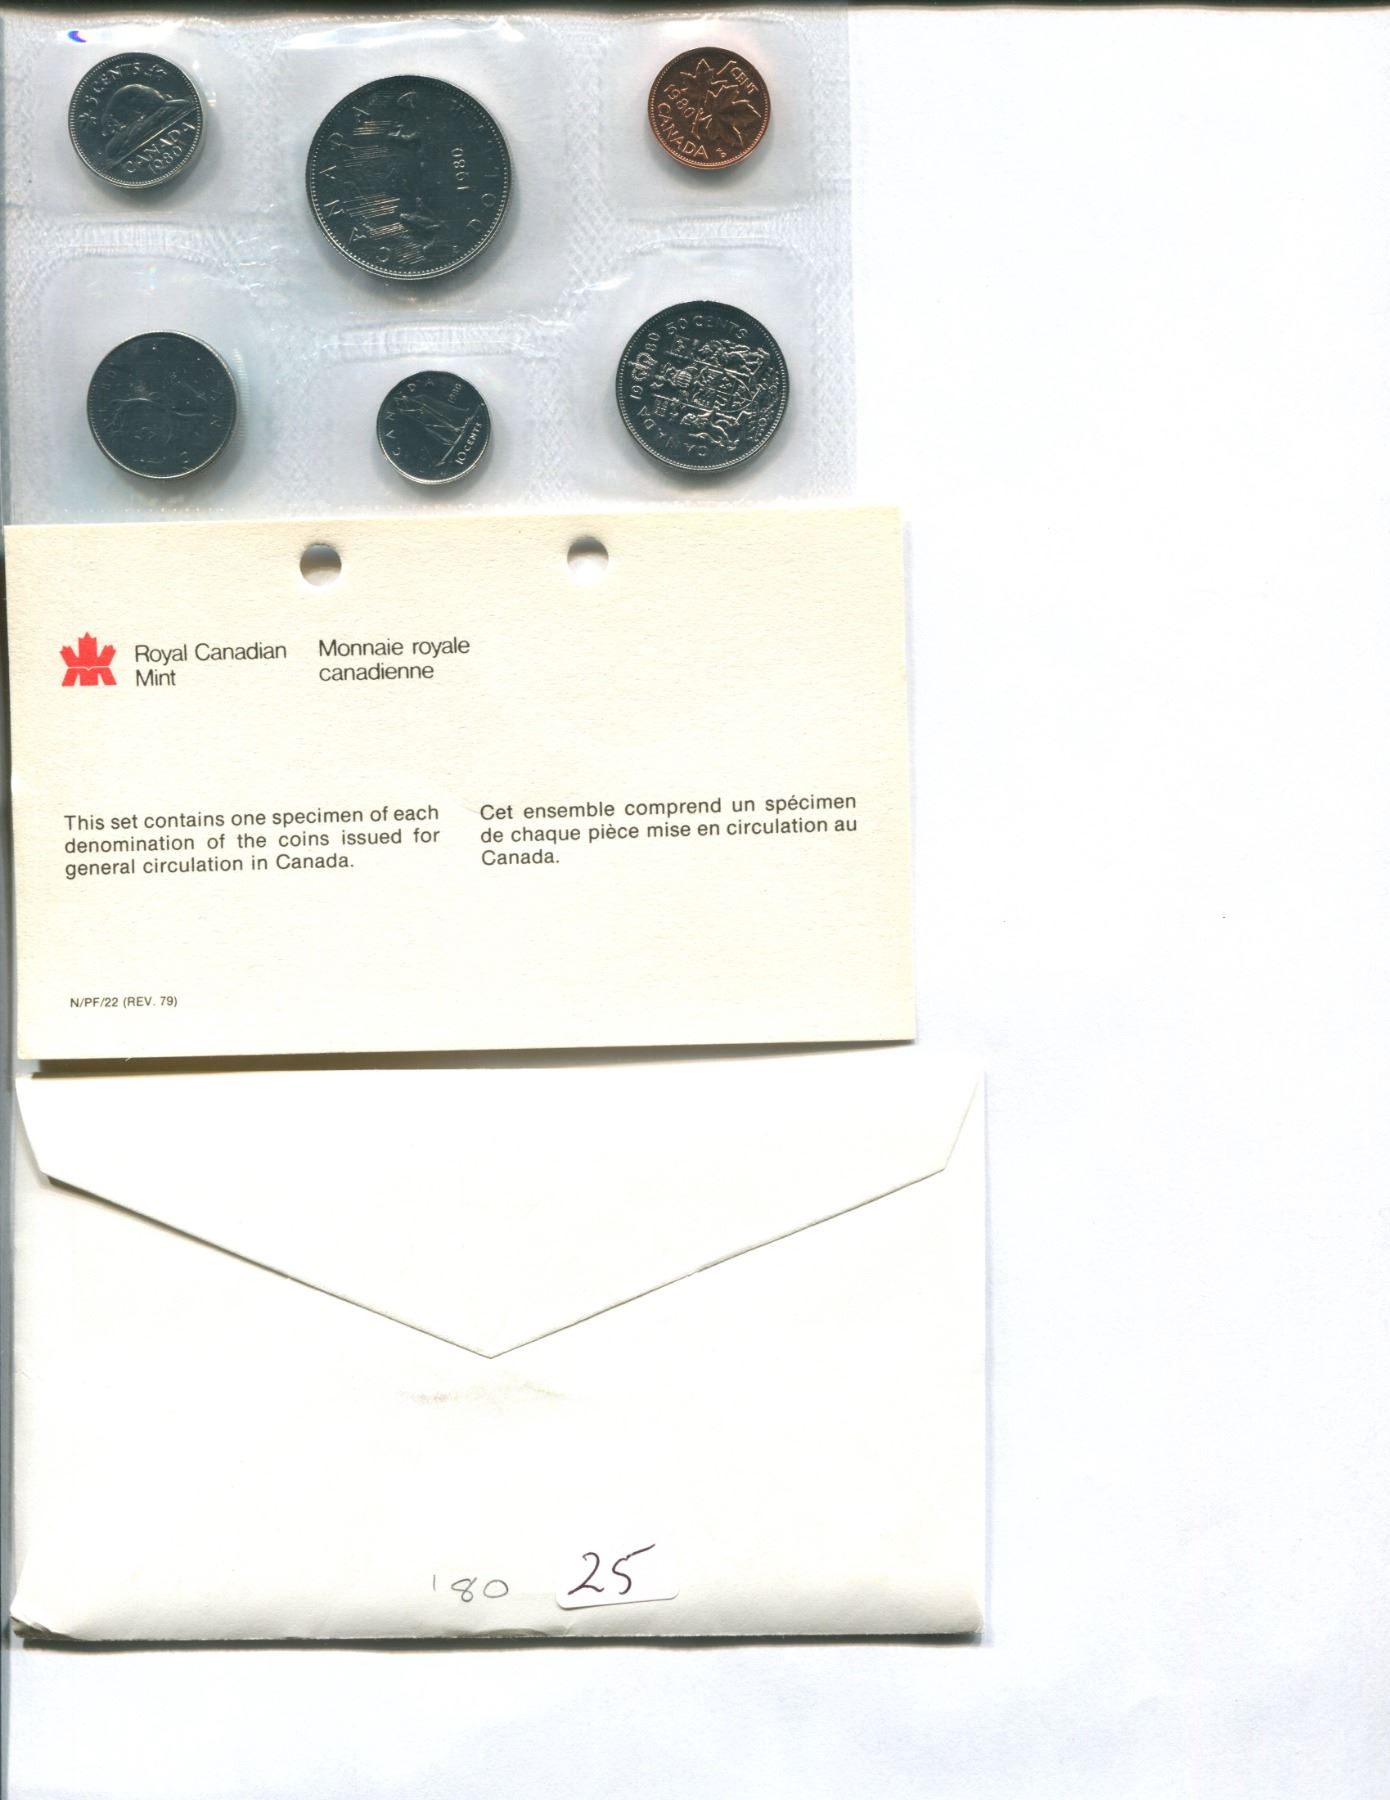 5 CENTS
CANADA
1980
CANADA
1980
DOLLAR
1 CENT
1980
CANADA
CANADA
1980
10 CENTS
50 CENTS
1980
CANADA
Royal Canadian
Mint
Monnaie royale
canadienne
This set contains one specimen of each
denomination of the coins issued for
general circulation in Canada.
Cet ensemble comprend un spécimen
de chaque pièce mise en circulation au
Canada.
N/PF/22 (REV. 79)
'80
25